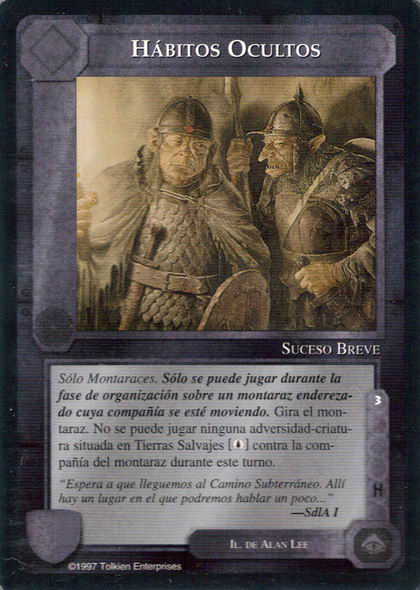 HÁBITOS OCULTOS
SUCESO BREVE
Sólo Montaraces. Sólo se puede jugar durante la
fase de organización sobre un montaraz endereza-
do cuya compañía se esté moviendo. Gira el mon-
taraz. No se puede jugar ninguna adversidad-criatu-
ra situada en Tierras Salvajes [] contra la com-
pañía del montaraz durante este turno.
"Espera a que lleguemos al Camino Subterráneo. Allí
hay un lugar en el que podremos hablar un poco..."
—SdlA I
3
H
IL. DE ALAN LEE
©1997 Tolkien Enterprises